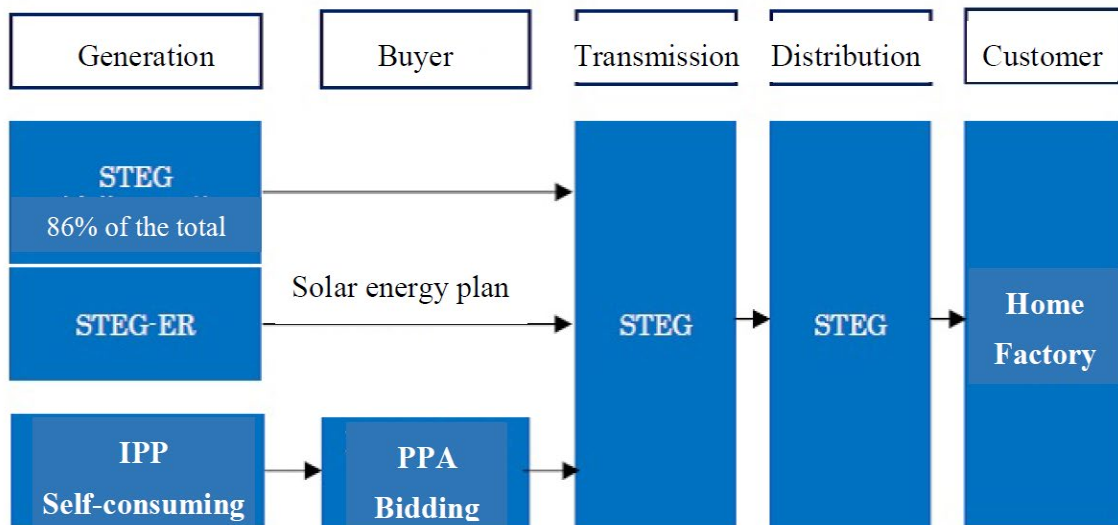 Generation
Buyer
Transmission
Distribution
Customer
STEG
86% of the total
STEG-ER
Solar energy plan
STEG
STEG
Home
Factory
IPP
Self-consuming
PPA
Bidding